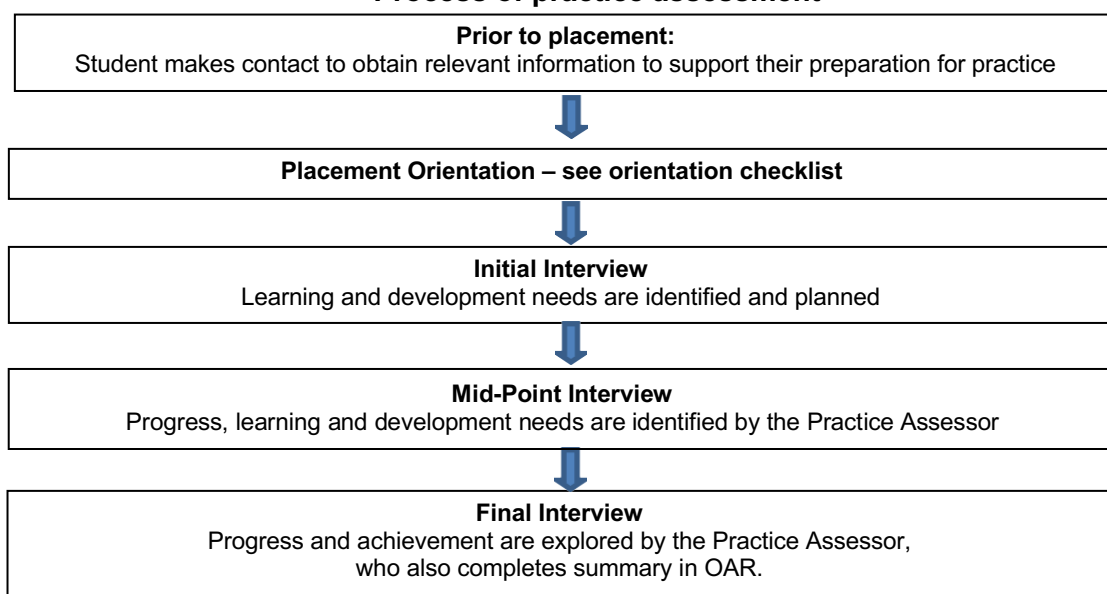 Process of practice assessment
Prior to placement:
Student makes contact to obtain relevant information to support their preparation for practice
Placement Orientation – see orientation checklist
Initial Interview
Learning and development needs are identified and planned
Mid-Point Interview
Progress, learning and development needs are identified by the Practice Assessor
Final Interview
Progress and achievement are explored by the Practice Assessor,
who also completes summary in OAR.